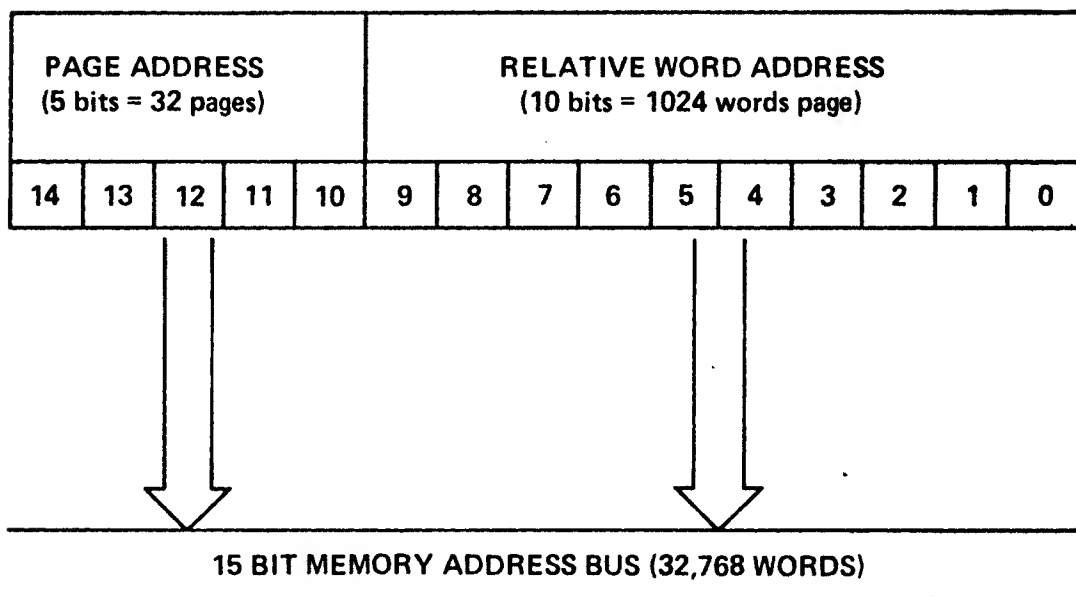 PAGE ADDRESS
(5 bits = 32 pages)
RELATIVE WORD ADDRESS
(10 bits = 1024 words page)
14 13 12 11 10 9 8 7 6 5 4 3 2 1 0
15 BIT MEMORY ADDRESS BUS (32,768 WORDS)